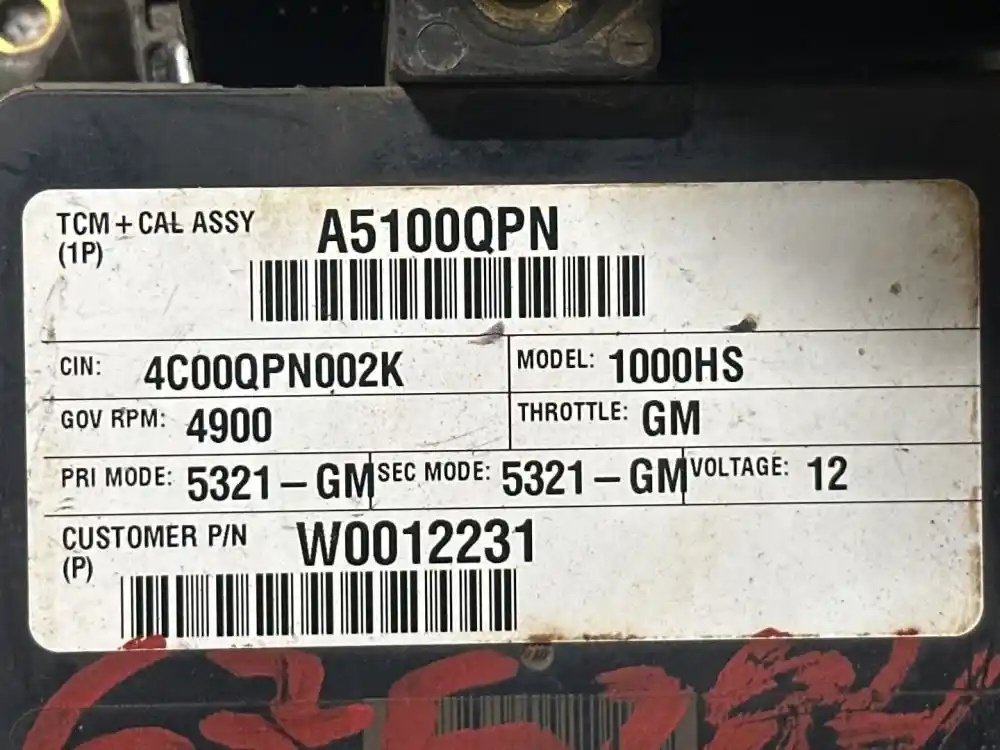 TCM + CAL ASSY A5100QPN
(1P)
CIN: 4C00QPN002K MODEL: 1000HS
GOV RPM: 4900 THROTTLE: GM
PRI MODE: 5321 – GM SEC MODE: 5321 – GM VOLTAGE: 12
CUSTOMER P/N W0012231
(P)